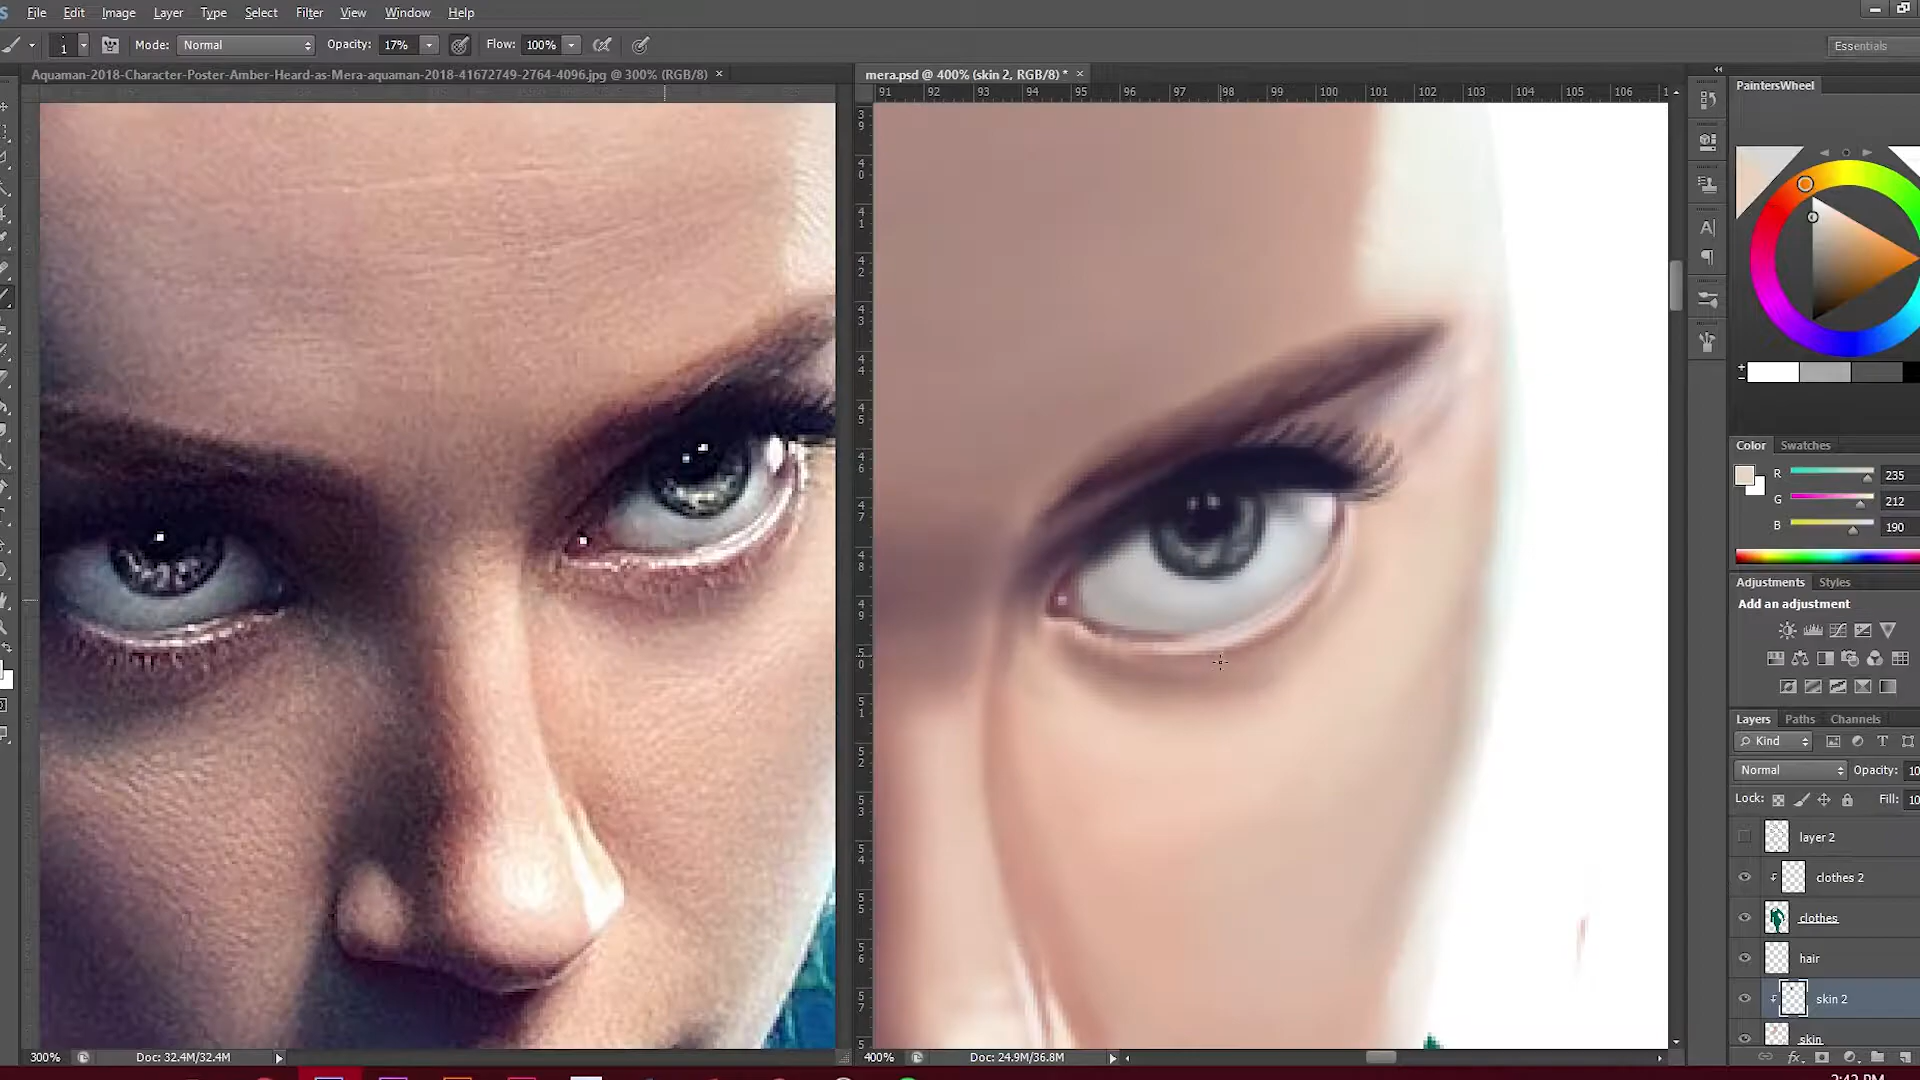 File Edit Image Layer Type Select Filter View Window Help
1 Mode: Normal Opacity: 17% Flow: 100% Essentials
Aquaman-2018-Character-Poster-Amber-Heard-as-Mera-aquaman-2018-41672749-2764-4096.jpg @ 300% (RGB/8) × mera.psd @ 400% (skin 2, RGB/8) * ×
91 92 93 94 95 96 97 98 99 100 101 102 103 104 105 106 1
PaintersWheel
Color Swatches
R 235
G 212
B 190
Adjustments Styles
Add an adjustment
Layers Paths Channels
Kind
Normal Opacity: 10
Lock: Fill: 10
layer 2
clothes 2
clothes
hair
skin 2
skin
300% Doc: 32.4M/32.4M 400% Doc: 24.9M/36.8M